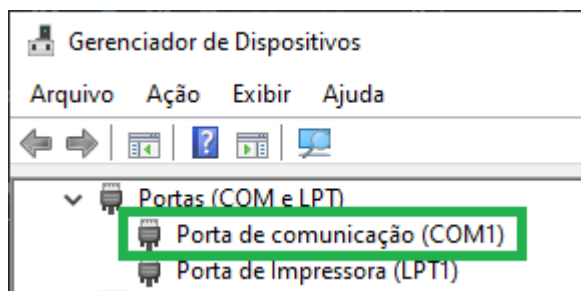 Gerenciador de Dispositivos
Arquivo Ação Exibir Ajuda
?
Portas (COM e LPT)
Porta de comunicação (COM1)
Porta de Impressora (LPT1)